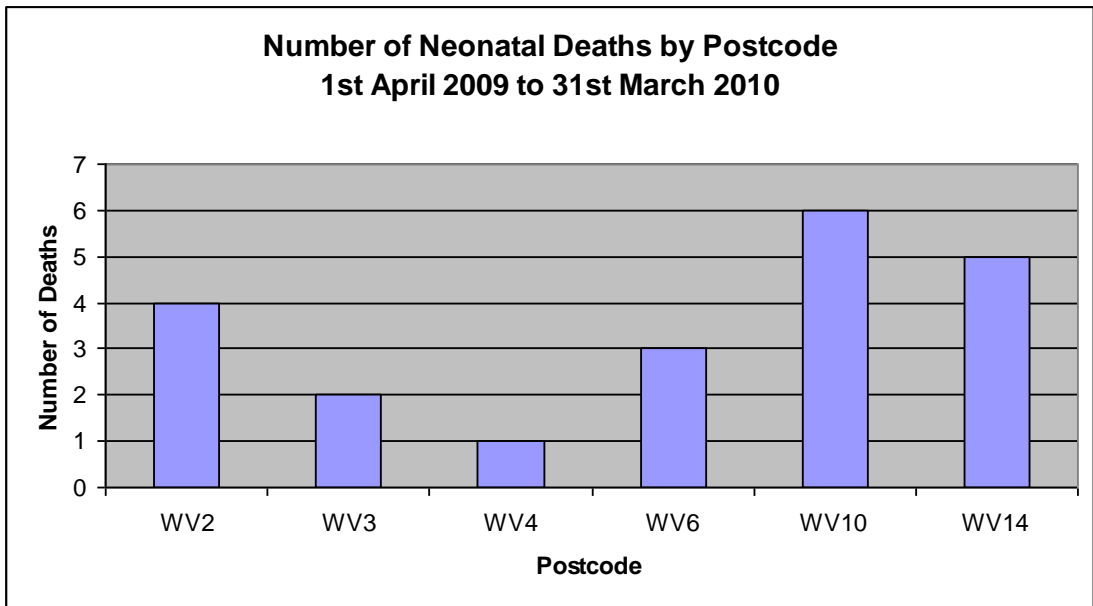 Number of Neonatal Deaths by Postcode
1st April 2009 to 31st March 2010
7
6
5
4
3
2
1
0
Number of Deaths
WV2 WV3 WV4 WV6 WV10 WV14
Postcode